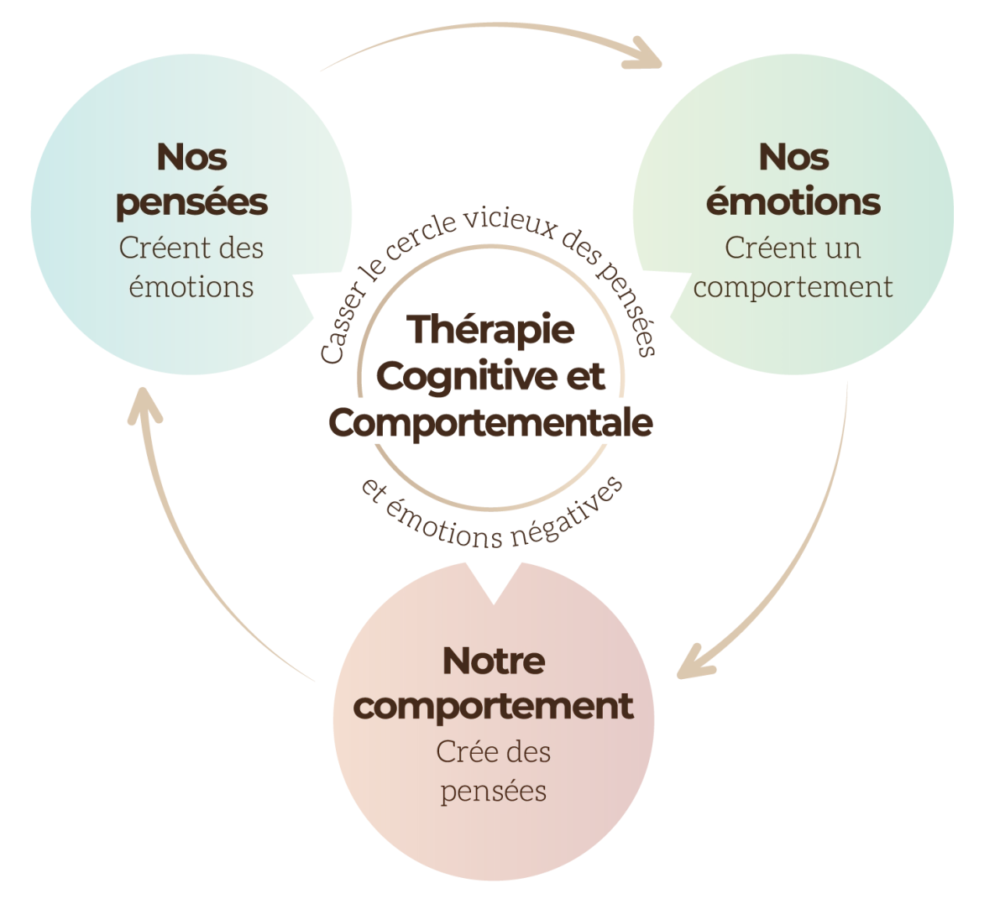 Nos
pensées
Créent des
émotions
Nos
émotions
Créent un
comportement
Casser le cercle vicieux des pensées
Thérapie
Cognitive et
Comportementale
et émotions négatives
Notre
comportement
Crée des
pensées